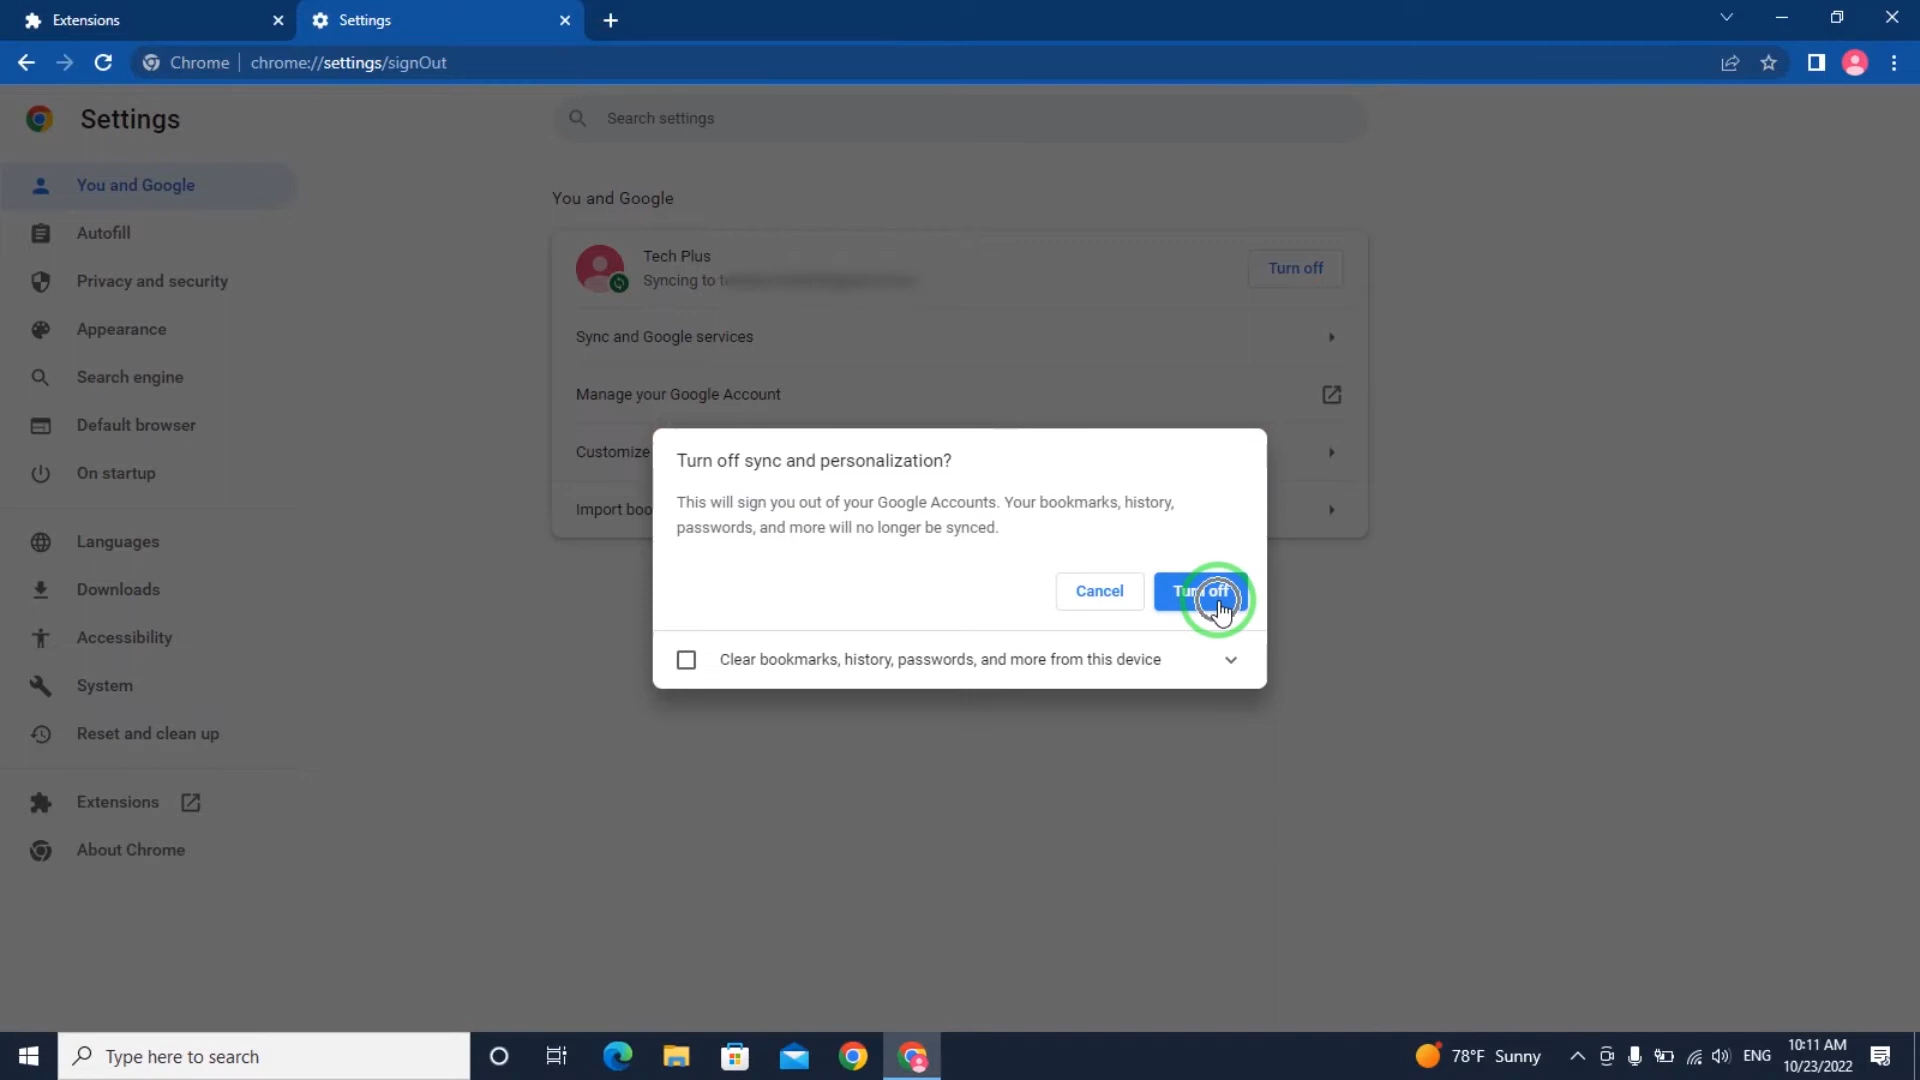 Extensions
Settings
Chrome
chrome://settings/signOut
Settings
Search settings
You and Google
Autofill
Privacy and security
Appearance
Search engine
Default browser
On startup
Languages
Downloads
Accessibility
System
Reset and clean up
Extensions
About Chrome
You and Google
Tech Plus
Syncing to
Turn off
Sync and Google services
Manage your Google Account
Customize
Import
Turn off sync and personalization?
This will sign you out of your Google Accounts. Your bookmarks, history,
passwords, and more will no longer be synced.
Cancel
Turn off
Clear bookmarks, history, passwords, and more from this device
Type here to search
78°F Sunny
ENG
10:11 AM
10/23/2022